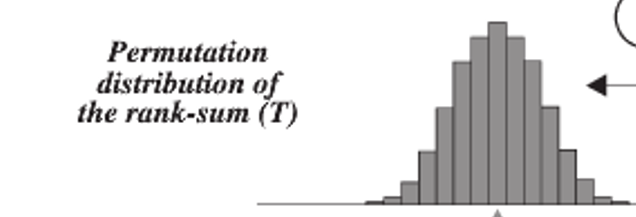 Permutation
distribution of
the rank-sum (T)